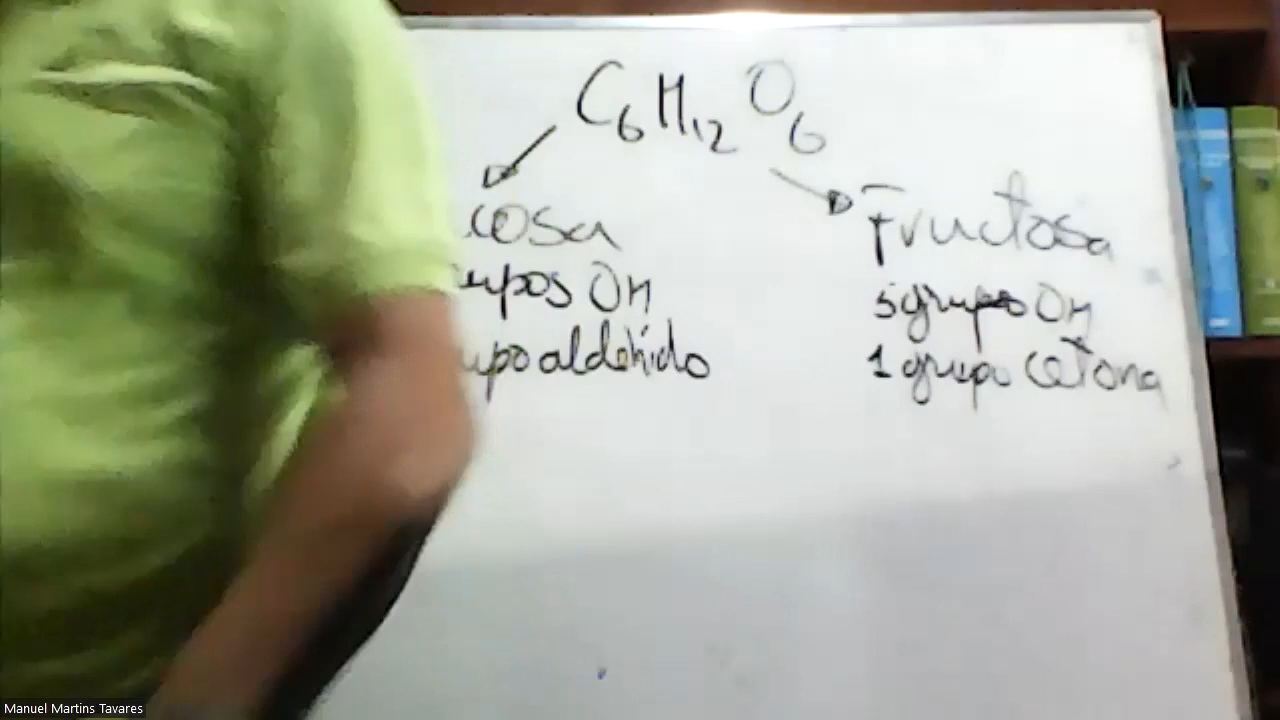 C6H12O6
cosa
upos OH
upo aldehido
Fructosa
5 grupos OH
1 grupo cetona
Manuel Martins Tavares